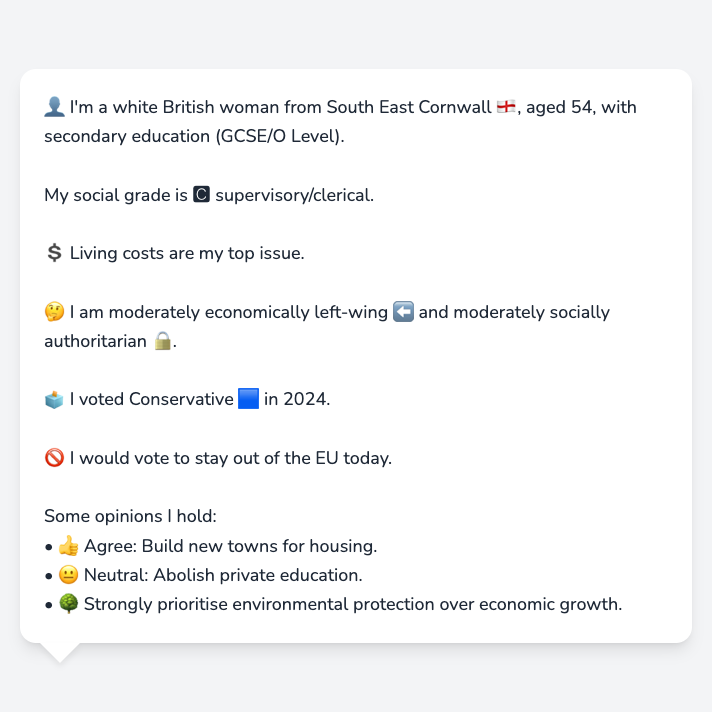 👤 I'm a white British woman from South East Cornwall 🏴󠁧󠁢󠁥󠁮󠁧󠁿, aged 54, with
secondary education (GCSE/O Level).
My social grade is 🅲 supervisory/clerical.
💲 Living costs are my top issue.
🤔 I am moderately economically left-wing ⬅️ and moderately socially
authoritarian 🔒.
🗳️ I voted Conservative 🟦 in 2024.
🚫 I would vote to stay out of the EU today.
Some opinions I hold:
• 👍 Agree: Build new towns for housing.
• 😐 Neutral: Abolish private education.
• 🌳 Strongly prioritise environmental protection over economic growth.